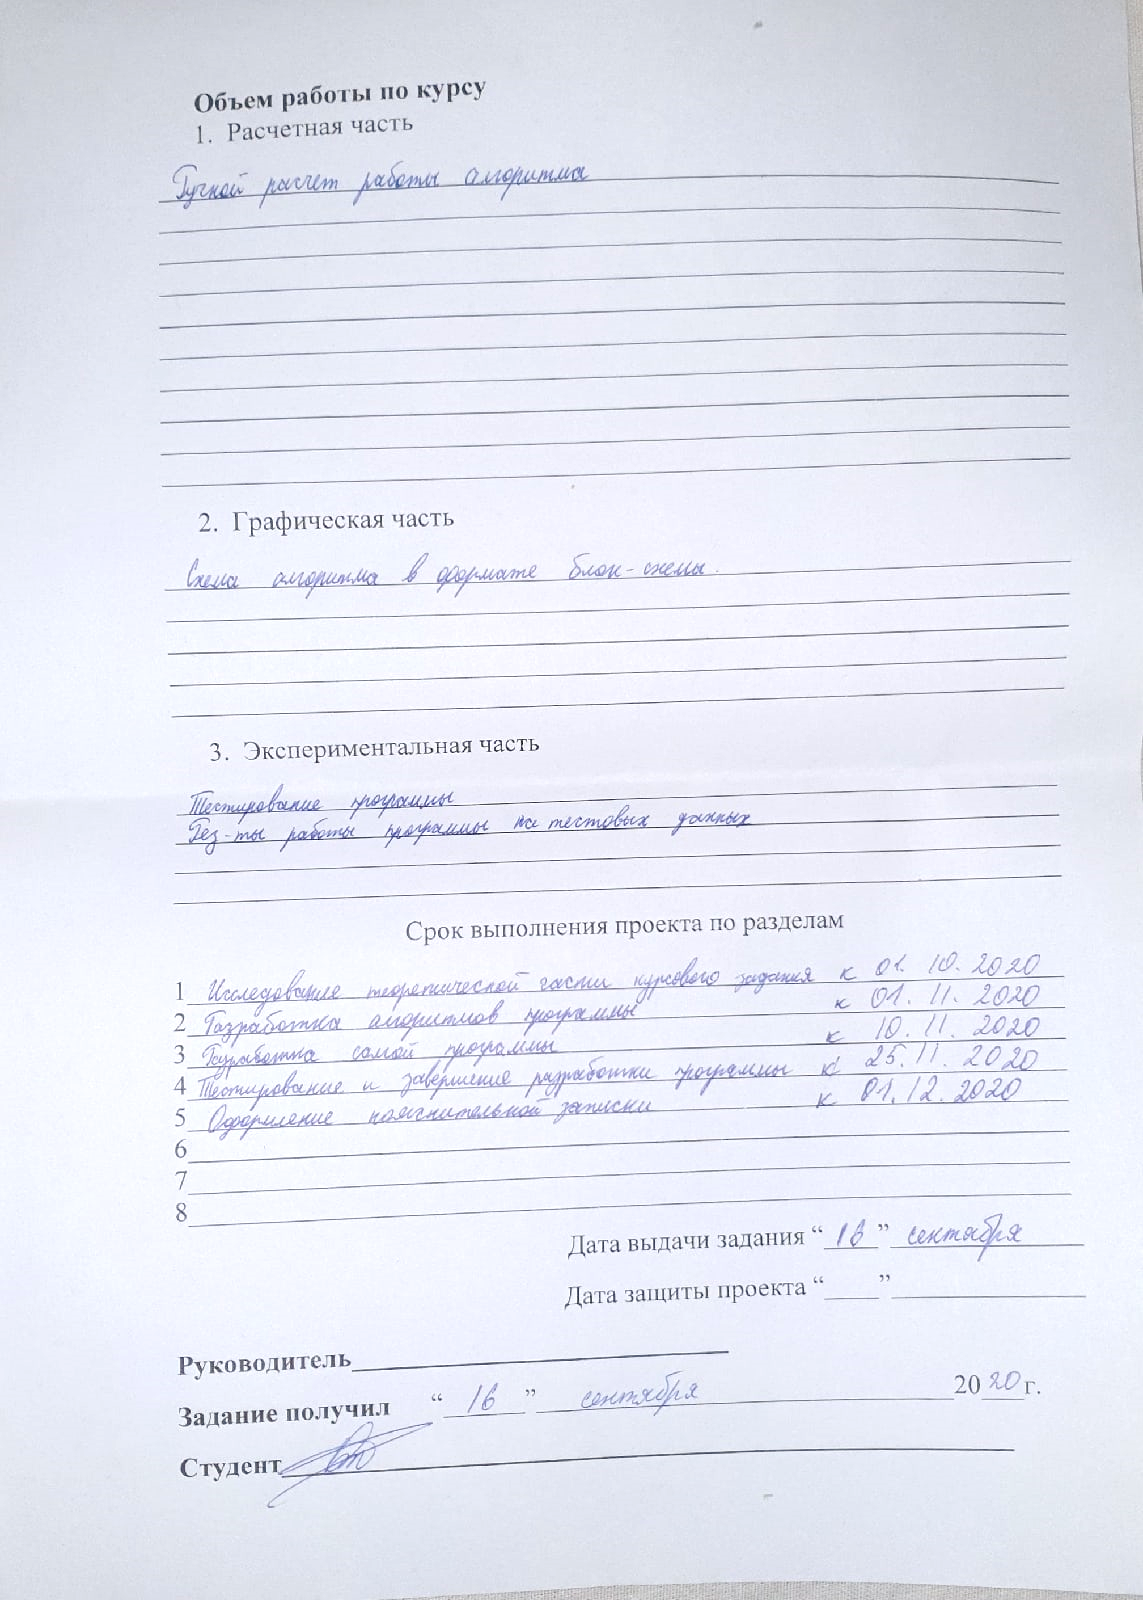 Объем работы по курсу
1. Расчетная часть
Ручной расчет работы алгоритма
2. Графическая часть
Схема алгоритма в формате блок-схемы.
3. Экспериментальная часть
Тестирование программы
Рез-ты работы программы на тестовых данных
Срок выполнения проекта по разделам
1 Исследование теоретической части курсового задания к 01.10.2020
2 Разработка алгоритмов программы к 01.11.2020
3 Разработка самой программы к 10.11.2020
4 Тестирование и завершение разработки программы к 25.11.2020
5 Оформление пояснительной записки к 01.12.2020
6
7
8
Дата выдачи задания “16” сентября
Дата защиты проекта “____”
Руководитель
Задание получил “16” сентября 2020 г.
Студент